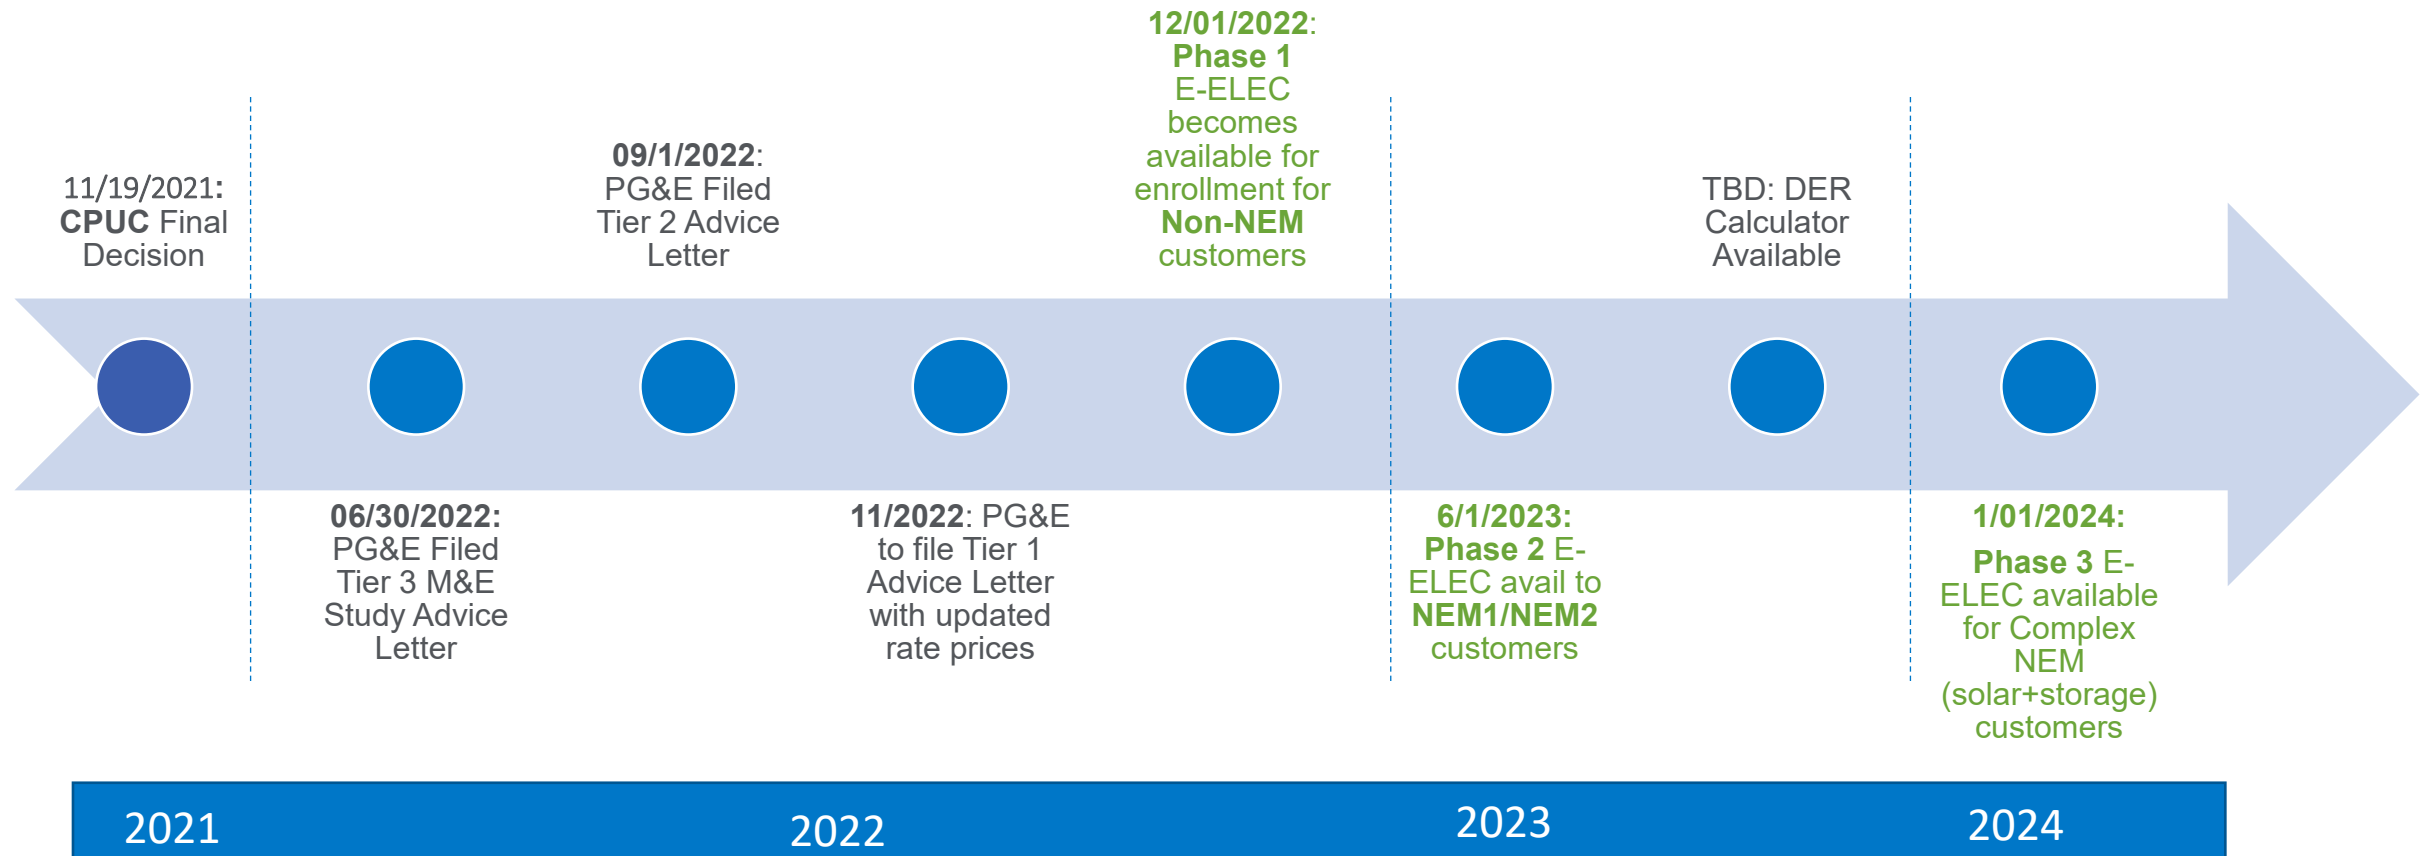 11/19/2021:
CPUC Final
Decision
06/30/2022:
PG&E Filed
Tier 3 M&E
Study Advice
Letter
09/1/2022:
PG&E Filed
Tier 2 Advice
Letter
11/2022: PG&E
to file Tier 1
Advice Letter
with updated
rate prices
12/01/2022:
Phase 1
E-ELEC
becomes
available for
enrollment for
Non-NEM
customers
6/1/2023:
Phase 2 E-
ELEC avail to
NEM1/NEM2
customers
TBD: DER
Calculator
Available
1/01/2024:
Phase 3 E-
ELEC available
for Complex
NEM
(solar+storage)
customers
2021
2022
2023
2024